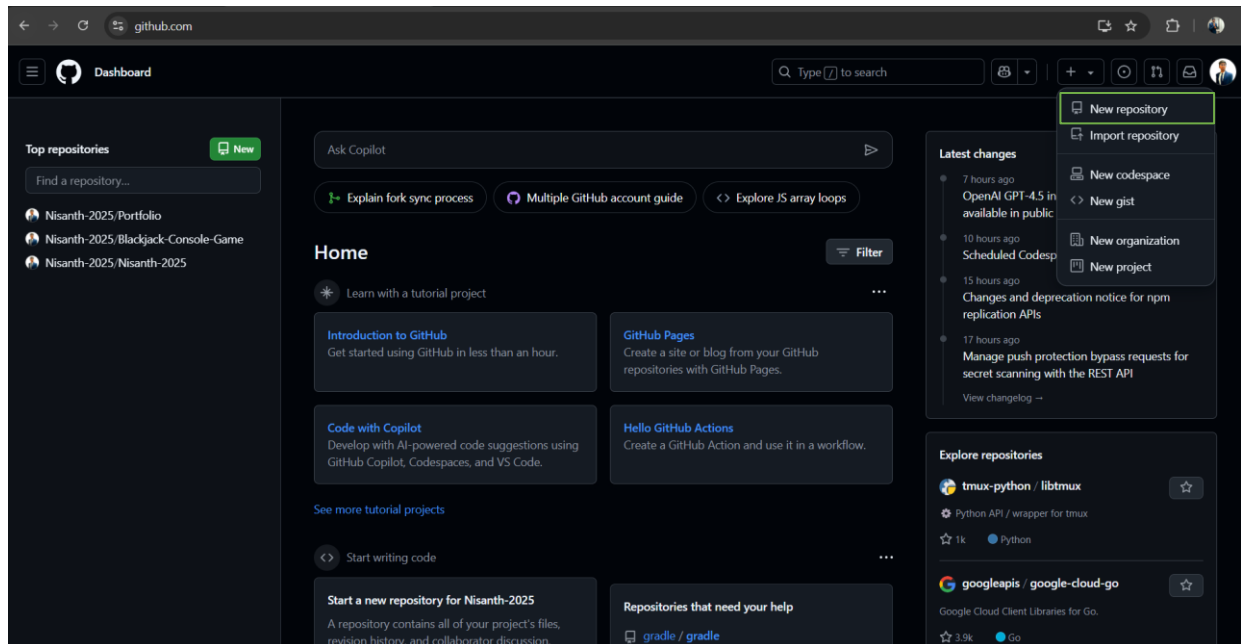 github.com
Dashboard
Type / to search
New repository
Import repository
New codespace
New gist
New organization
New project
Top repositories
New
Find a repository...
Nisanth-2025/Portfolio
Nisanth-2025/Blackjack-Console-Game
Nisanth-2025/Nisanth-2025
Ask Copilot
Explain fork sync process
Multiple GitHub account guide
Explore JS array loops
Home
Filter
Learn with a tutorial project
Introduction to GitHub
Get started using GitHub in less than an hour.
GitHub Pages
Create a site or blog from your GitHub
repositories with GitHub Pages.
Code with Copilot
Develop with AI-powered code suggestions using
GitHub Copilot, Codespaces, and VS Code.
Hello GitHub Actions
Create a GitHub Action and use it in a workflow.
See more tutorial projects
Start writing code
Start a new repository for Nisanth-2025
A repository contains all of your project's files,
revision history, and collaborator discussion.
Repositories that need your help
gradle / gradle
Latest changes
7 hours ago
OpenAI GPT-4.5 in
available in public
10 hours ago
Scheduled Codesp
15 hours ago
Changes and deprecation notice for npm
replication APIs
17 hours ago
Manage push protection bypass requests for
secret scanning with the REST API
View changelog →
Explore repositories
tmux-python / libtmux
Python API / wrapper for tmux
1k Python
googleapis / google-cloud-go
Google Cloud Client Libraries for Go.
3.9k Go